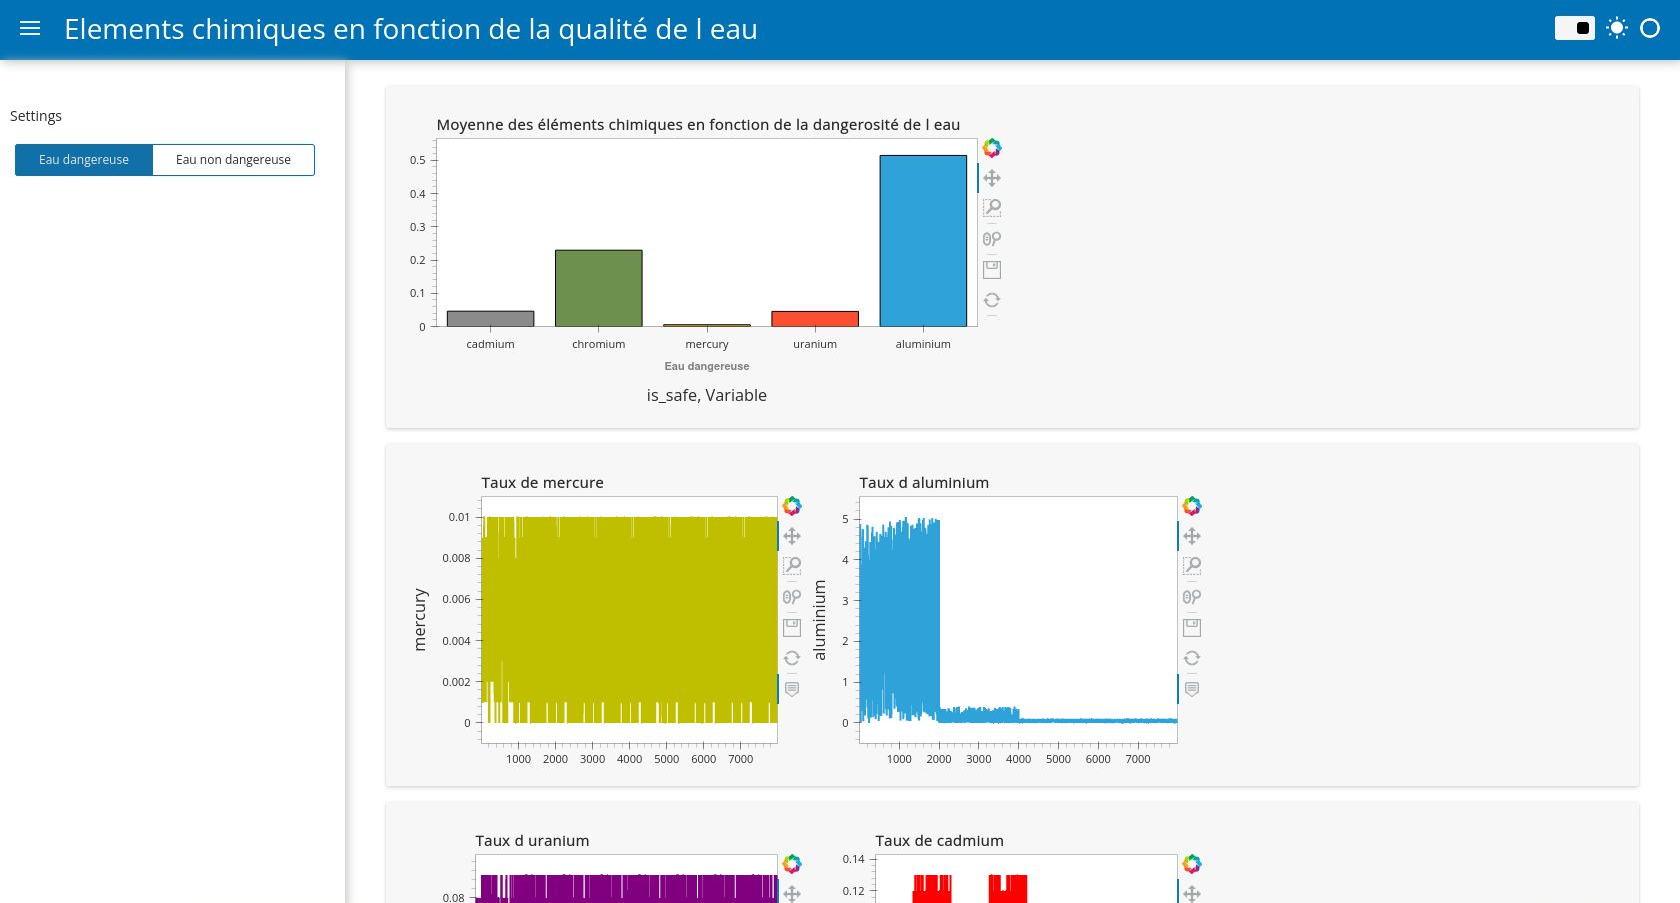 Elements chimiques en fonction de la qualité de l eau
Settings
Eau dangereuse Eau non dangereuse
Moyenne des éléments chimiques en fonction de la dangerosité de l eau
0.5
0.4
0.3
0.2
0.1
0
cadmium chromium mercury uranium aluminium
Eau dangereuse
is_safe, Variable
Taux de mercure
0.01
0.008
0.006
0.004
0.002
0
mercury
1000 2000 3000 4000 5000 6000 7000
Taux d aluminium
5
4
3
2
1
0
aluminium
1000 2000 3000 4000 5000 6000 7000
Taux d uranium
0.08
Taux de cadmium
0.14
0.12